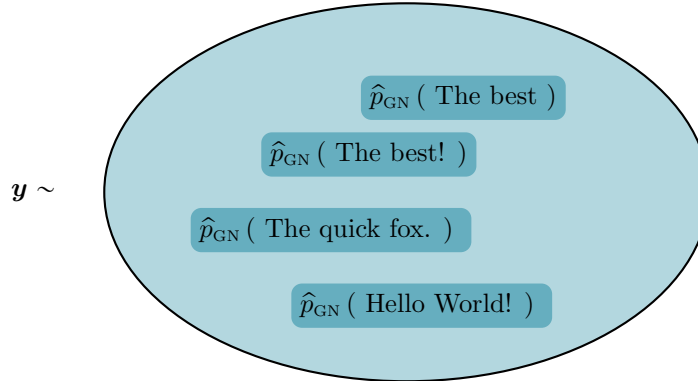 p̂GN ( The best )
p̂GN ( The best! )
y ∼
p̂GN ( The quick fox. )
p̂GN ( Hello World! )